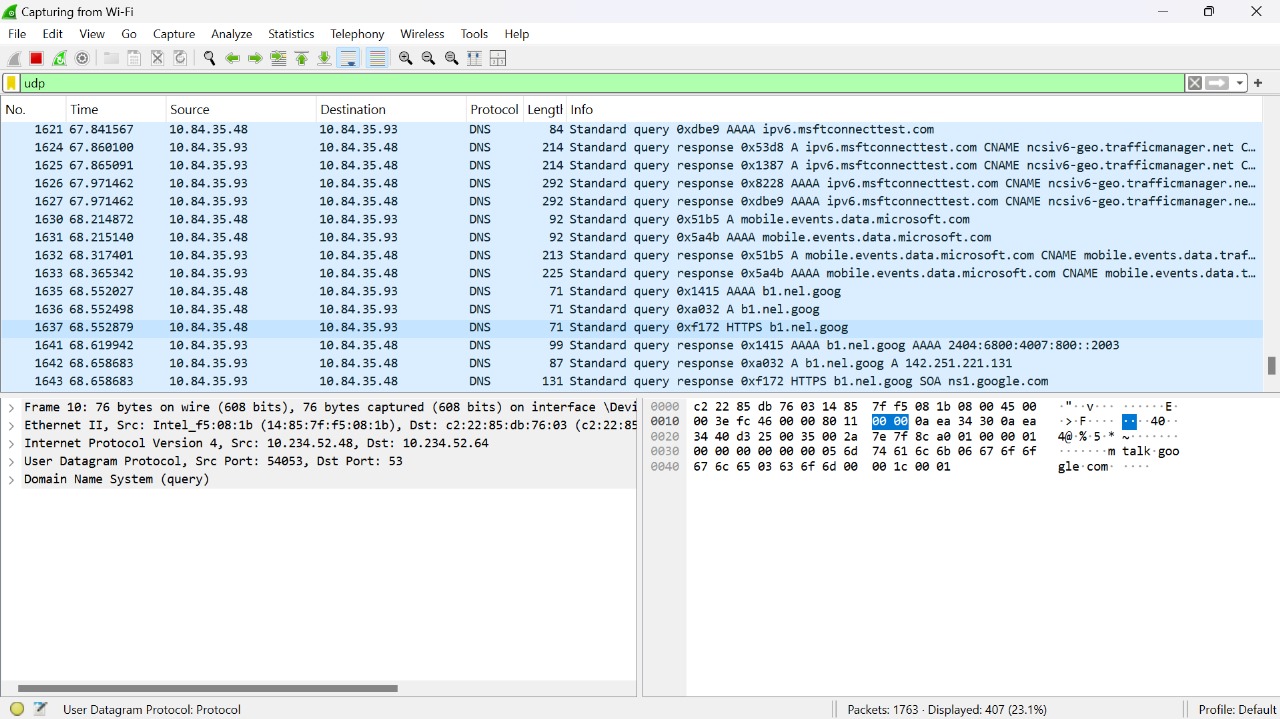 Capturing from Wi-Fi
File Edit View Go Capture Analyze Statistics Telephony Wireless Tools Help
udp
No. Time Source Destination Protocol Lengtl Info
1621 67.841567 10.84.35.48 10.84.35.93 DNS 84 Standard query 0xdbe9 AAAA ipv6.msftconnecttest.com
1624 67.860100 10.84.35.93 10.84.35.48 DNS 214 Standard query response 0x53d8 A ipv6.msftconnecttest.com CNAME ncsiv6-geo.trafficmanager.net C…
1625 67.865091 10.84.35.93 10.84.35.48 DNS 214 Standard query response 0x1387 A ipv6.msftconnecttest.com CNAME ncsiv6-geo.trafficmanager.net C…
1626 67.971462 10.84.35.93 10.84.35.48 DNS 292 Standard query response 0x8228 AAAA ipv6.msftconnecttest.com CNAME ncsiv6-geo.trafficmanager.ne…
1627 67.971462 10.84.35.93 10.84.35.48 DNS 292 Standard query response 0xdbe9 AAAA ipv6.msftconnecttest.com CNAME ncsiv6-geo.trafficmanager.ne…
1630 68.214872 10.84.35.48 10.84.35.93 DNS 92 Standard query 0x51b5 A mobile.events.data.microsoft.com
1631 68.215140 10.84.35.48 10.84.35.93 DNS 92 Standard query 0x5a4b AAAA mobile.events.data.microsoft.com
1632 68.317401 10.84.35.93 10.84.35.48 DNS 213 Standard query response 0x51b5 A mobile.events.data.microsoft.com CNAME mobile.events.data.traf…
1633 68.365342 10.84.35.93 10.84.35.48 DNS 225 Standard query response 0x5a4b AAAA mobile.events.data.microsoft.com CNAME mobile.events.data.t…
1635 68.552027 10.84.35.48 10.84.35.93 DNS 71 Standard query 0x1415 AAAA b1.nel.goog
1636 68.552498 10.84.35.48 10.84.35.93 DNS 71 Standard query 0xa032 A b1.nel.goog
1637 68.552879 10.84.35.48 10.84.35.93 DNS 71 Standard query 0xf172 HTTPS b1.nel.goog
1641 68.619942 10.84.35.93 10.84.35.48 DNS 99 Standard query response 0x1415 AAAA b1.nel.goog AAAA 2404:6800:4007:800::2003
1642 68.658683 10.84.35.93 10.84.35.48 DNS 87 Standard query response 0xa032 A b1.nel.goog A 142.251.221.131
1643 68.658683 10.84.35.93 10.84.35.48 DNS 131 Standard query response 0xf172 HTTPS b1.nel.goog SOA ns1.google.com
Frame 10: 76 bytes on wire (608 bits), 76 bytes captured (608 bits) on interface \Devi
Ethernet II, Src: Intel_f5:08:1b (14:85:7f:f5:08:1b), Dst: c2:22:85:db:76:03 (c2:22:85
Internet Protocol Version 4, Src: 10.234.52.48, Dst: 10.234.52.64
User Datagram Protocol, Src Port: 54053, Dst Port: 53
Domain Name System (query)
0000 c2 22 85 db 76 03 14 85 7f f5 08 1b 08 00 45 00 ·"··v··· ······E·
0010 00 3e fc 46 00 00 80 11 00 00 0a ea 34 30 0a ea ·>·F···· ····40··
0020 34 40 d3 25 00 35 00 2a 7e 7f 8c a0 01 00 00 01 4@·%·5·* ~·······
0030 00 00 00 00 00 00 05 6d 74 61 6c 6b 06 67 6f 6f ·······m talk·goo
0040 67 6c 65 03 63 6f 6d 00 00 1c 00 01 gle·com· ····
User Datagram Protocol: Protocol
Packets: 1763 · Displayed: 407 (23.1%)
Profile: Default